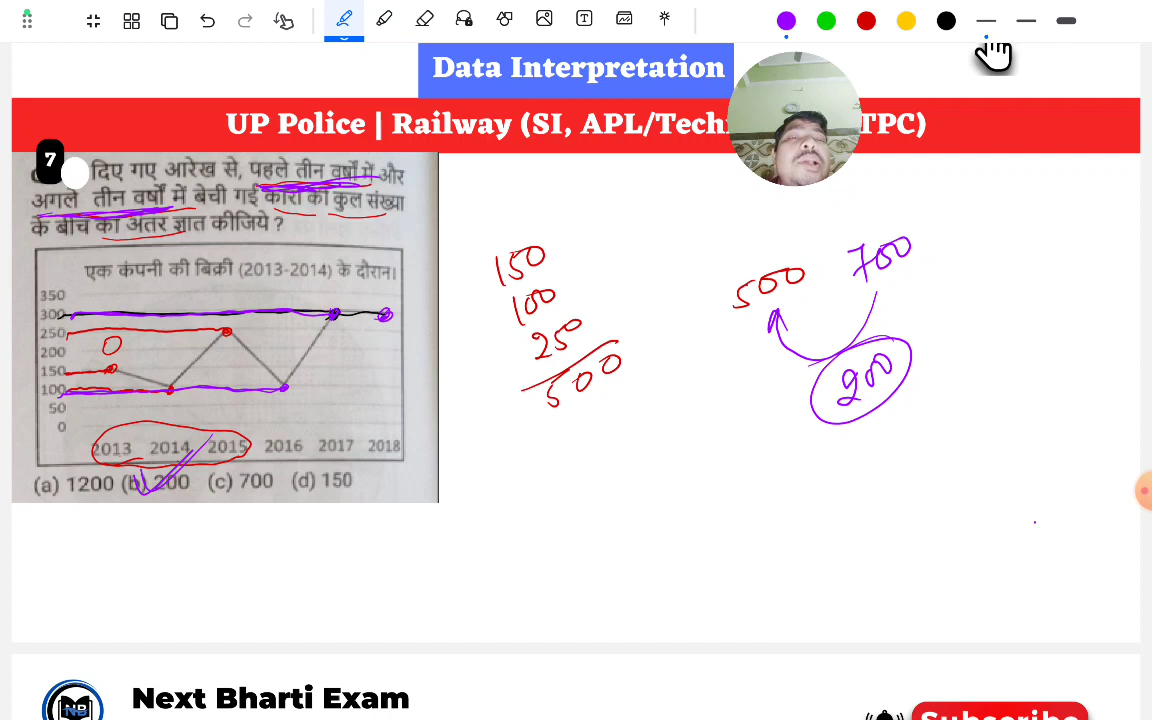 Data Interpretation
UP Police | Railway (SI, APL/Tech TPC)
7
दिए गए आरेख से, पहले तीन वर्षों में और
अगले तीन वर्षों में बेची गई कारों की कुल संख्या
के बीच का अंतर ज्ञात कीजिये ?
एक कंपनी की बिक्री (2013-2014) के दौरान।
350
300
250
200
150
100
50
0
2013 2014 2015 2016 2017 2018
(a) 1200 (b) 200 (c) 700 (d) 150
150
100
250
500
500
700
200
Next Bharti Exam
Subscribe